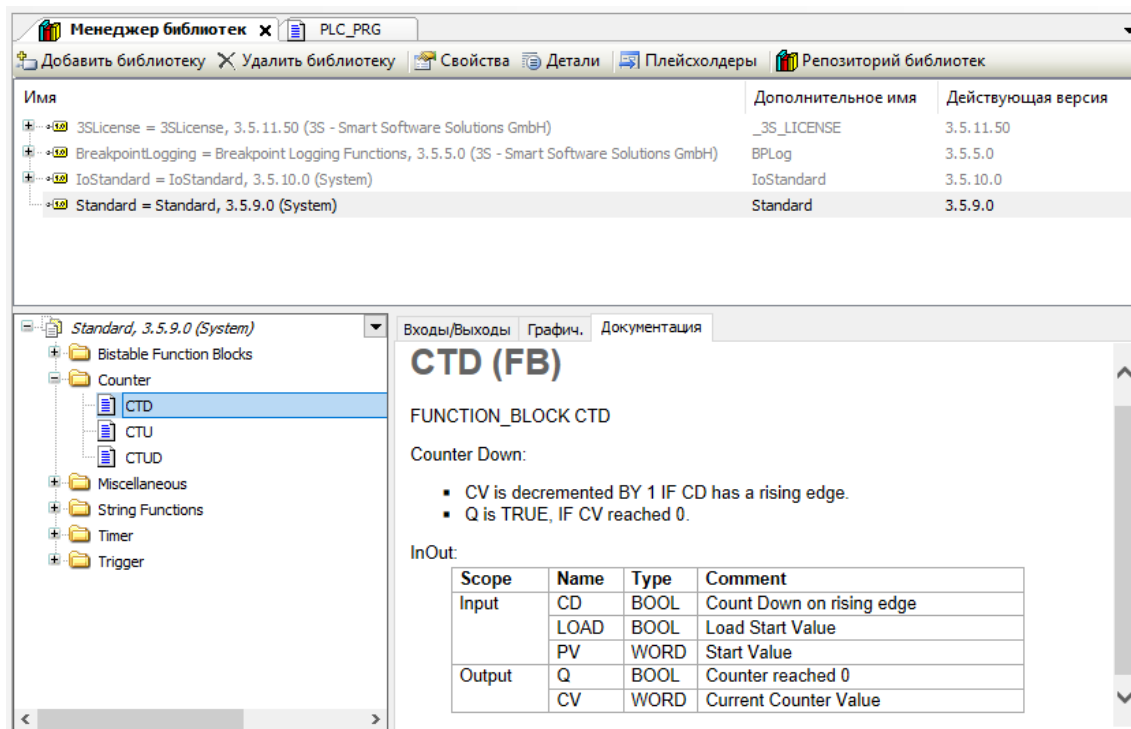 Менеджер библиотек
PLC_PRG
Добавить библиотеку Удалить библиотеку Свойства Детали Плейсхолдеры Репозиторий библиотек
Имя Дополнительное имя Действующая версия
3SLicense = 3SLicense, 3.5.11.50 (3S - Smart Software Solutions GmbH) _3S_LICENSE 3.5.11.50
BreakpointLogging = Breakpoint Logging Functions, 3.5.5.0 (3S - Smart Software Solutions GmbH) BPLog 3.5.5.0
IoStandard = IoStandard, 3.5.10.0 (System) IoStandard 3.5.10.0
Standard = Standard, 3.5.9.0 (System) Standard 3.5.9.0
Standard, 3.5.9.0 (System)
Bistable Function Blocks
Counter
CTD
CTU
CTUD
Miscellaneous
String Functions
Timer
Trigger
Входы/Выходы Графич. Документация
CTD (FB)
FUNCTION_BLOCK CTD
Counter Down:
▪ CV is decremented BY 1 IF CD has a rising edge.
▪ Q is TRUE, IF CV reached 0.
InOut:
Scope Name Type Comment
Input CD BOOL Count Down on rising edge
LOAD BOOL Load Start Value
PV WORD Start Value
Output Q BOOL Counter reached 0
CV WORD Current Counter Value